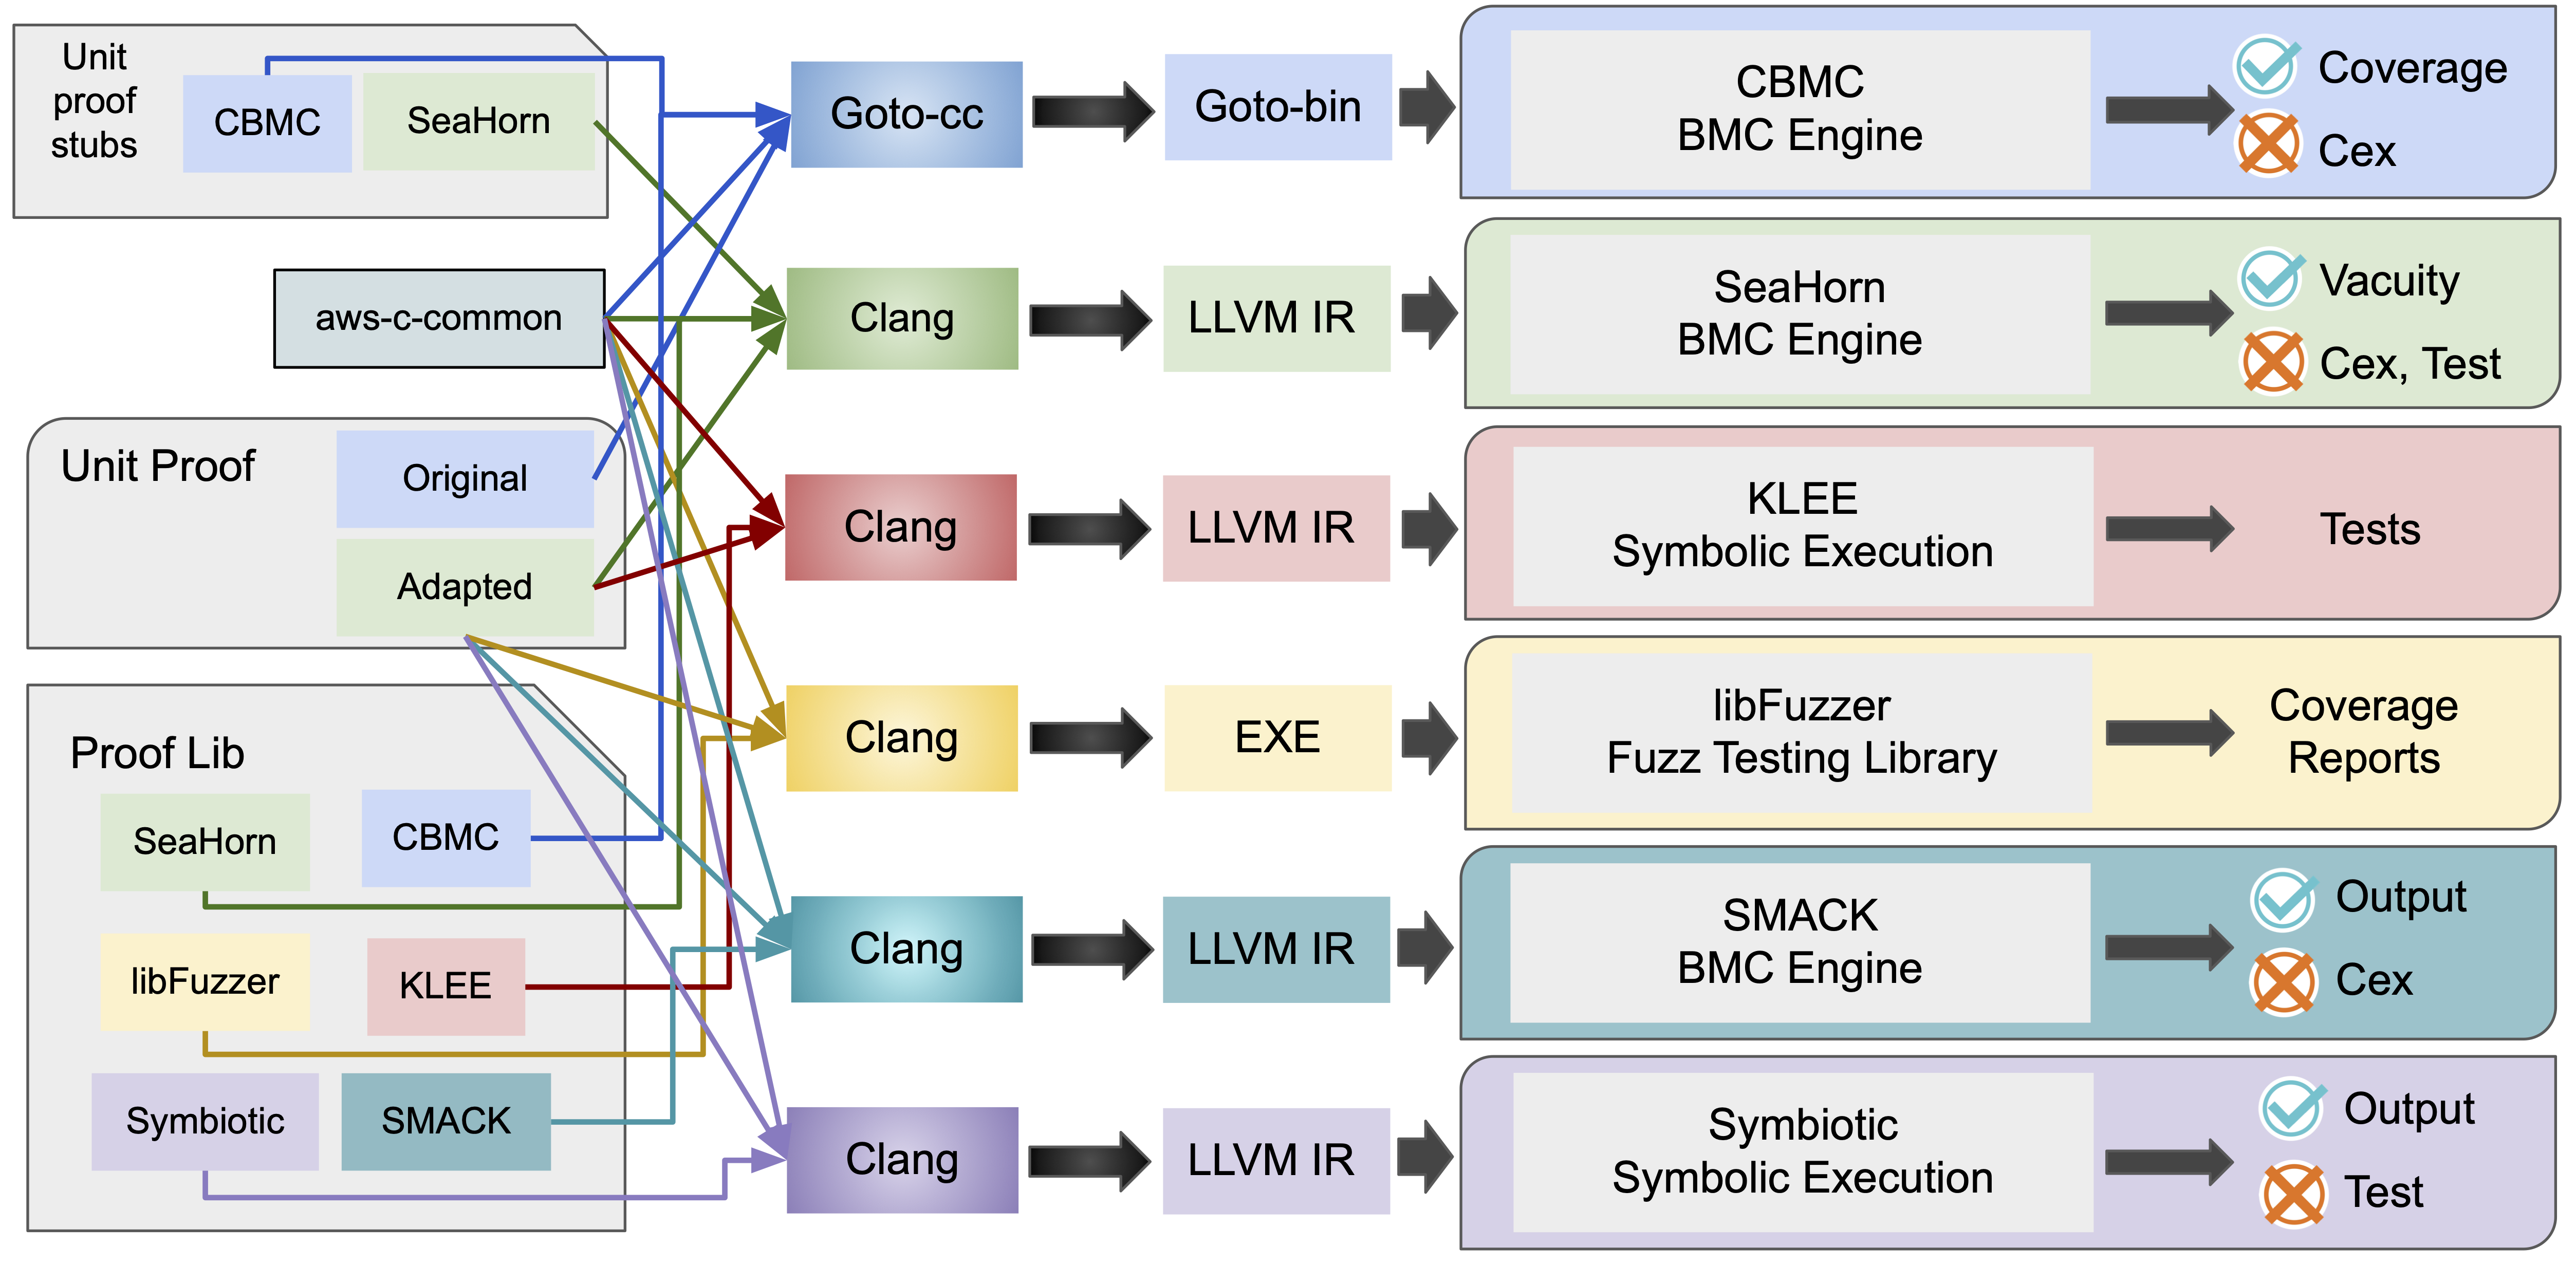 Unit
proof
stubs
CBMC
SeaHorn
aws-c-common
Unit Proof
Original
Adapted
Proof Lib
SeaHorn
CBMC
libFuzzer
KLEE
Symbiotic
SMACK
Goto-cc
Goto-bin
CBMC
BMC Engine
Coverage
Cex
Clang
LLVM IR
SeaHorn
BMC Engine
Vacuity
Cex, Test
Clang
LLVM IR
KLEE
Symbolic Execution
Tests
Clang
EXE
libFuzzer
Fuzz Testing Library
Coverage
Reports
Clang
LLVM IR
SMACK
BMC Engine
Output
Cex
Clang
LLVM IR
Symbiotic
Symbolic Execution
Output
Test